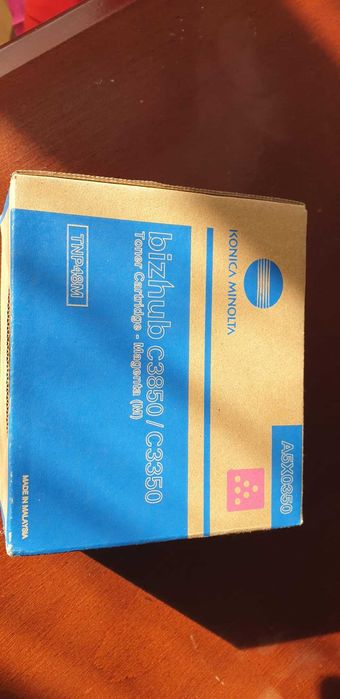 KONICA MINOLTA
A5X0350
bizhub C3850 / C3350
Toner Cartridge - Magenta (M)
TNP48M
MADE IN MALAYSIA